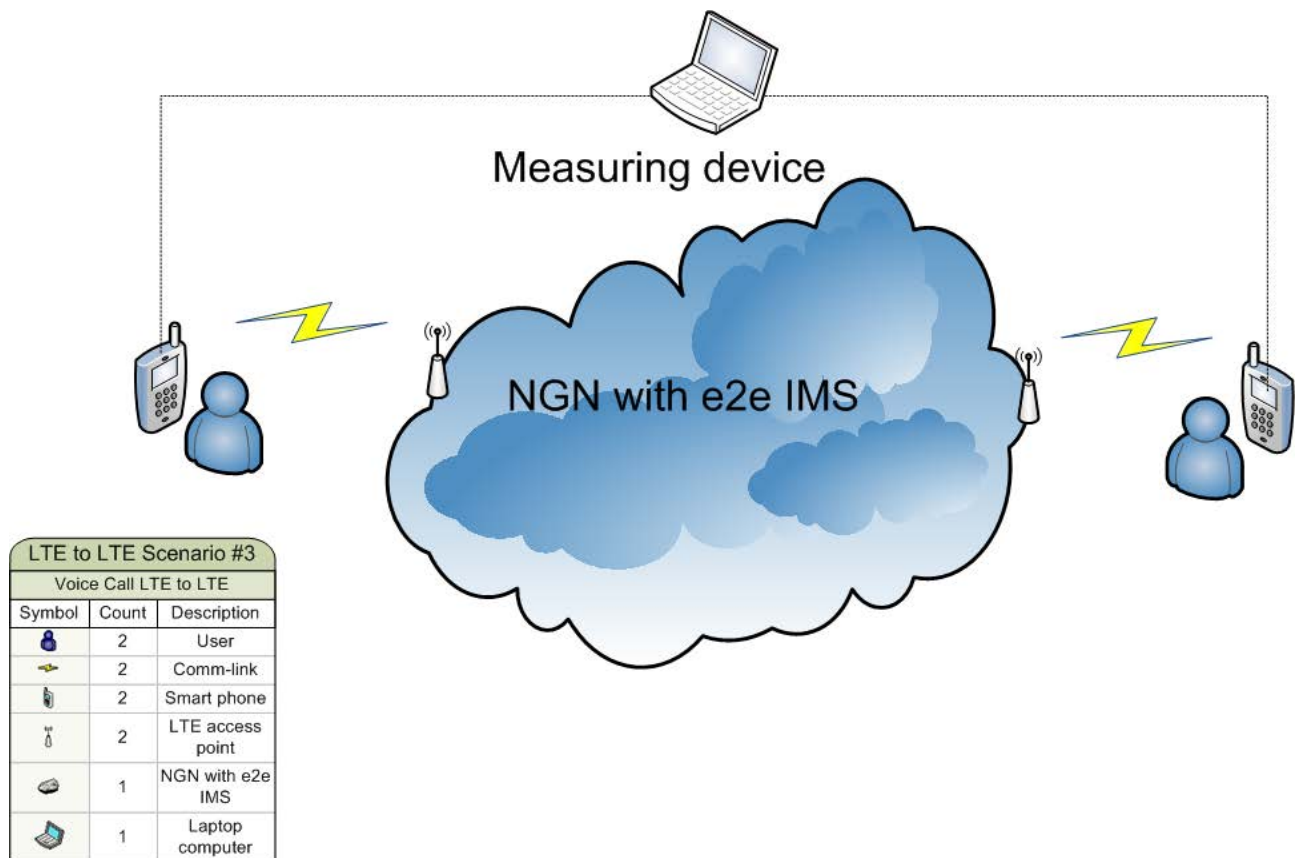 Measuring device
NGN with e2e IMS
LTE to LTE Scenario #3
Voice Call LTE to LTE
Symbol Count Description
2 User
2 Comm-link
2 Smart phone
2 LTE access
point
1 NGN with e2e
IMS
1 Laptop
computer